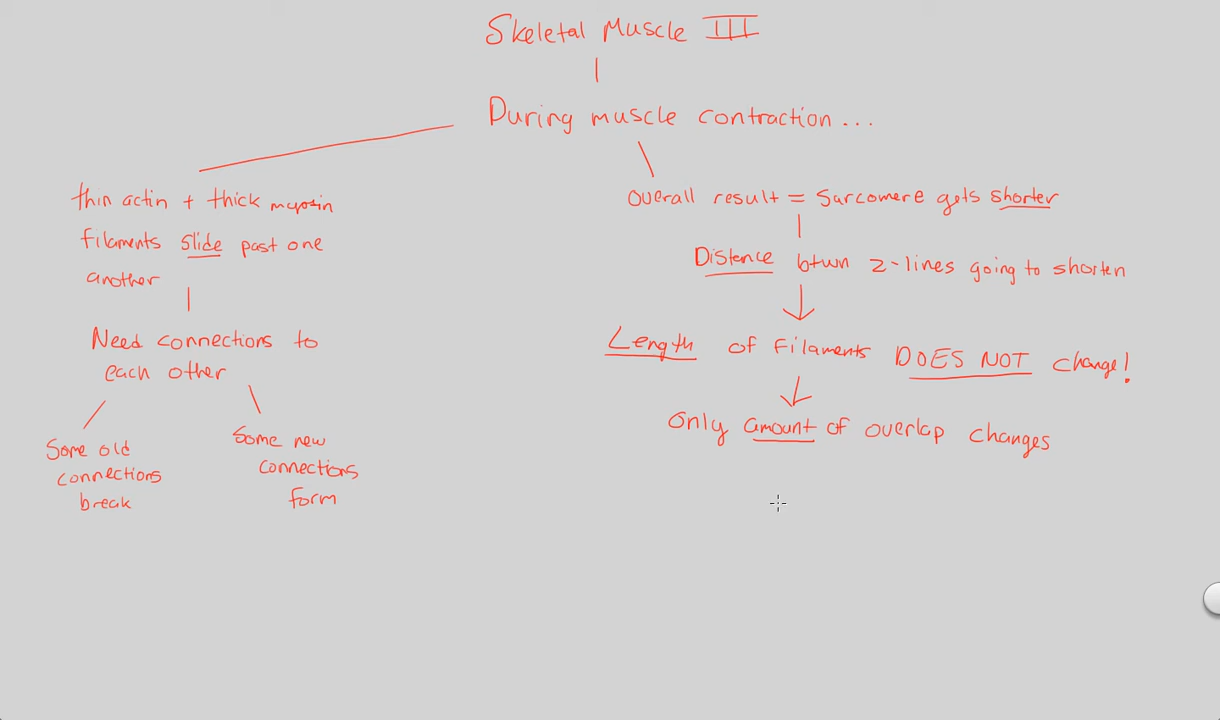 Skeletal Muscle III
During muscle contraction...
thin actin + thick myosin
filaments slide past one
another
Need connections to
each other
Some old
connections
break
Some new
connections
form
Overall result = Sarcomere gets shorter
Distence btwn z-lines going to shorten
Length of filaments DOES NOT change!
Only amount of overlap changes